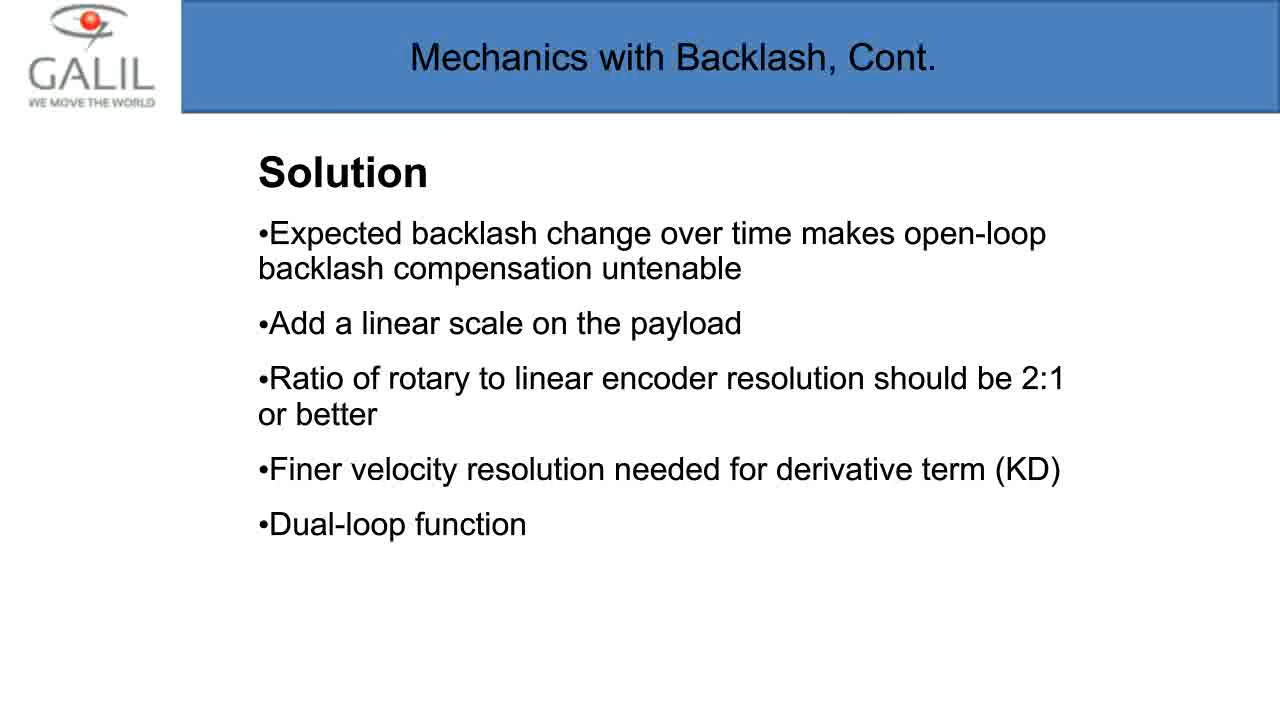 GALIL
WE MOVE THE WORLD
Mechanics with Backlash, Cont.
Solution
•Expected backlash change over time makes open-loop
backlash compensation untenable
•Add a linear scale on the payload
•Ratio of rotary to linear encoder resolution should be 2:1
or better
•Finer velocity resolution needed for derivative term (KD)
•Dual-loop function